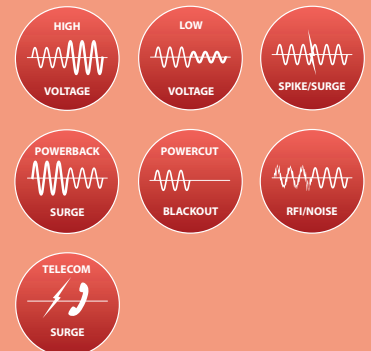 HIGH
VOLTAGE
LOW
VOLTAGE
SPIKE/SURGE
POWERBACK
SURGE
POWERCUT
BLACKOUT
RFI/NOISE
TELECOM
SURGE